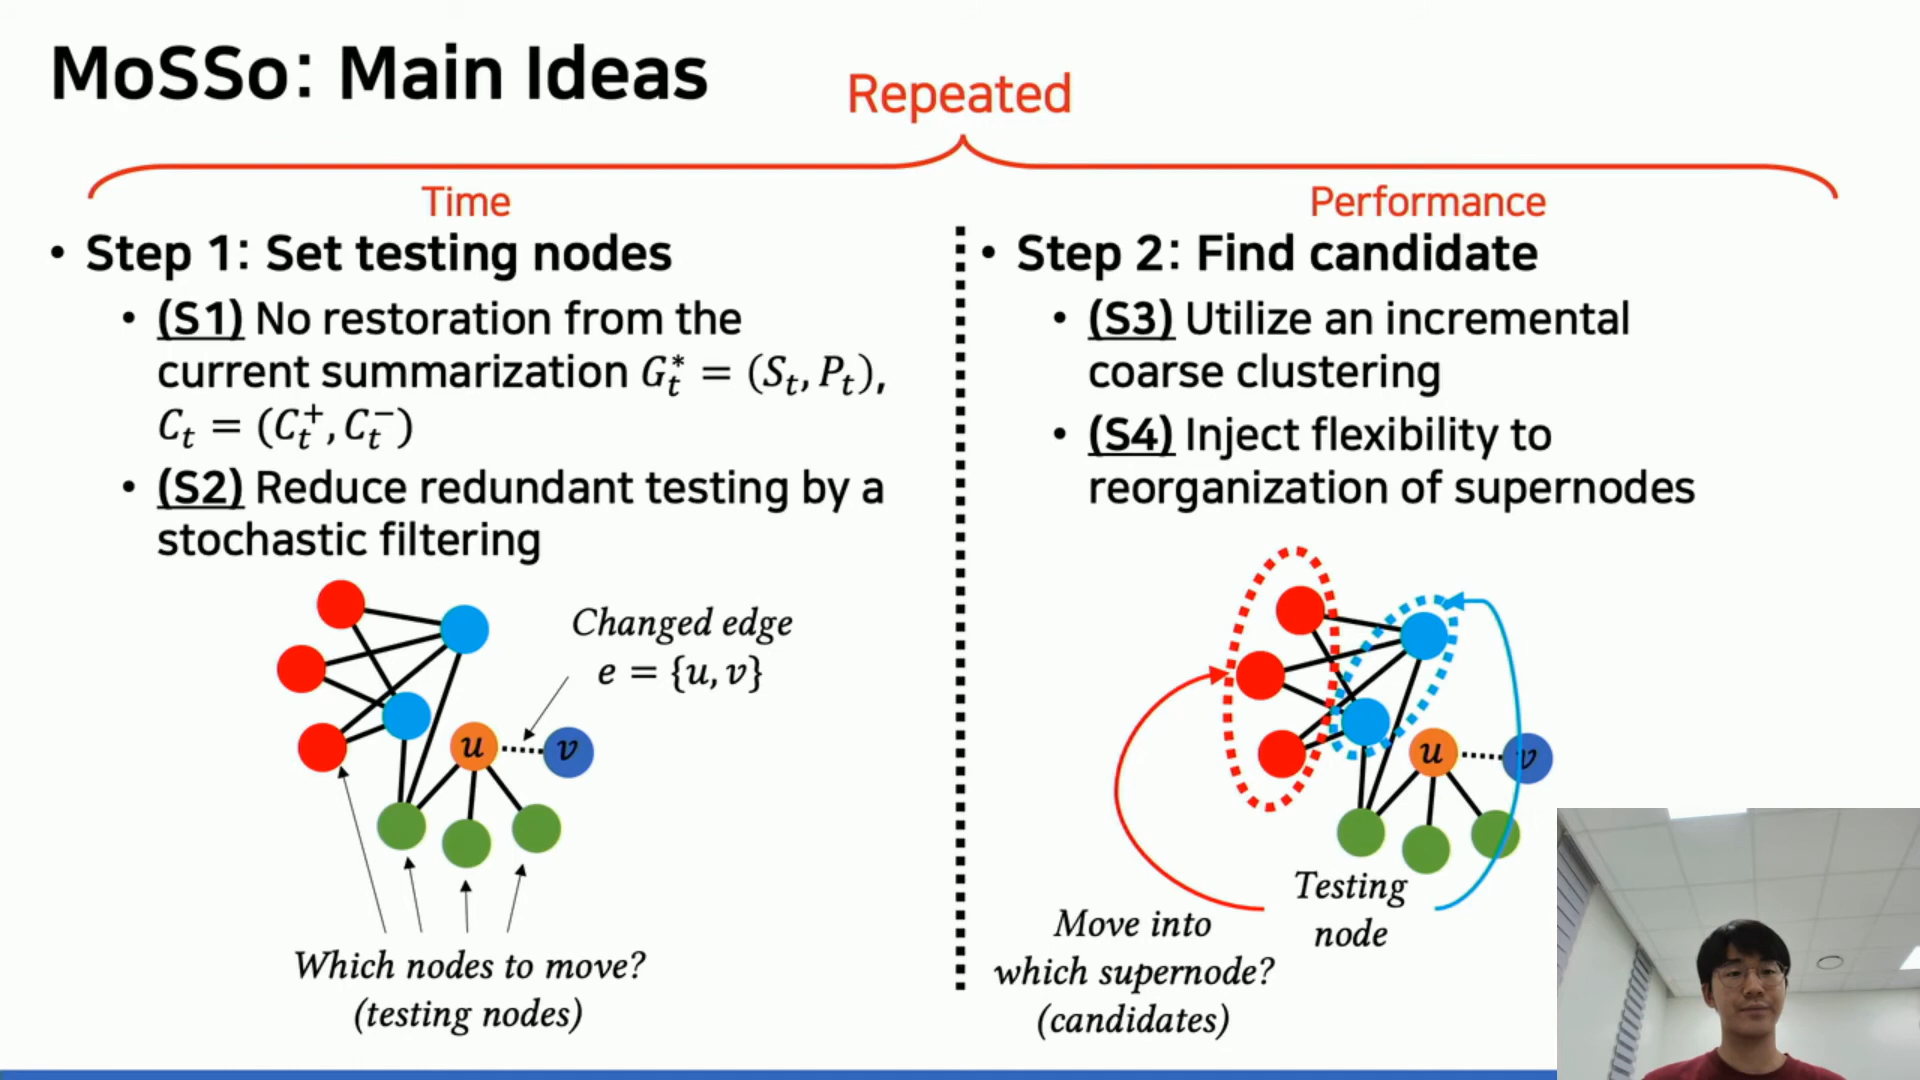 MoSSo: Main Ideas
Repeated
Time
• Step 1: Set testing nodes
• (S1) No restoration from the
current summarization G*t = (St, Pt),
Ct = (Ct+, Ct−)
• (S2) Reduce redundant testing by a
stochastic filtering
Changed edge
e = {u, v}
u
v
Which nodes to move?
(testing nodes)
Performance
• Step 2: Find candidate
• (S3) Utilize an incremental
coarse clustering
• (S4) Inject flexibility to
reorganization of supernodes
u
v
Testing
node
Move into
which supernode?
(candidates)